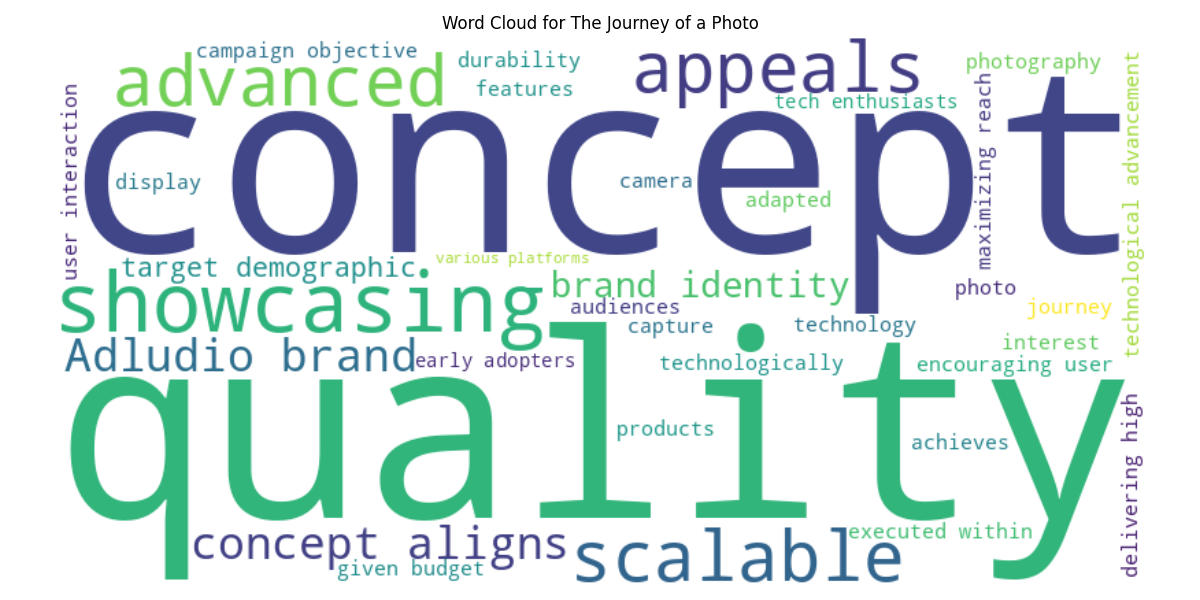 Word Cloud for The Journey of a Photo
campaign objective
durability
appeals
photography
advanced
features
tech enthusiasts
user interaction
concept
maximizing reach
technological advancement
display
camera
adapted
target demographic
various platforms
showcasing
brand identity
photo
audiences
journey
capture
technology
Adludio brand
early adopters
technologically
interest
encouraging user
quality
products
achieves
delivering high
concept aligns
scalable
executed within
given budget